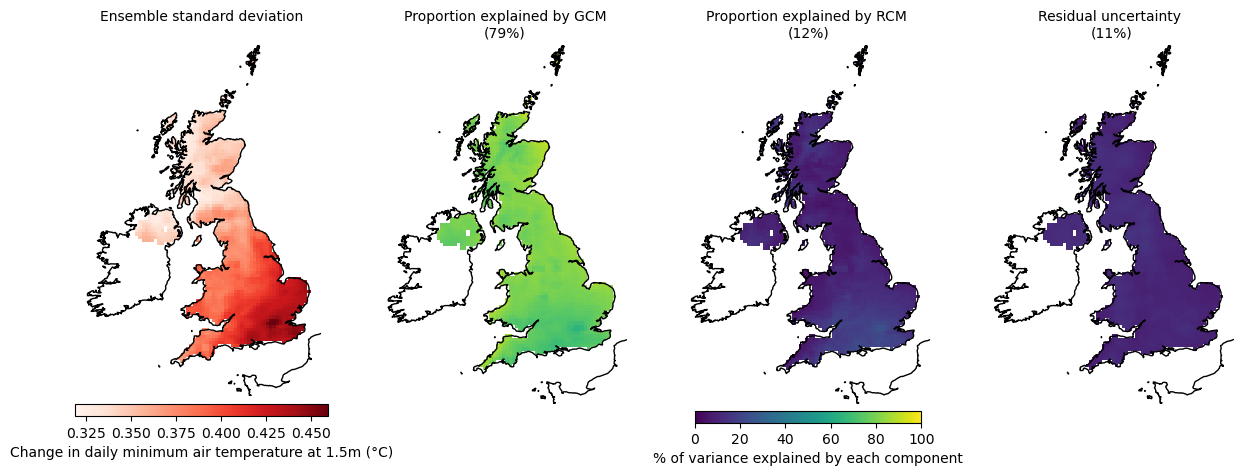 Ensemble standard deviation
Proportion explained by GCM
(79%)
Proportion explained by RCM
(12%)
Residual uncertainty
(11%)
0.325 0.350 0.375 0.400 0.425 0.450
Change in daily minimum air temperature at 1.5m (°C)
0 20 40 60 80 100
% of variance explained by each component